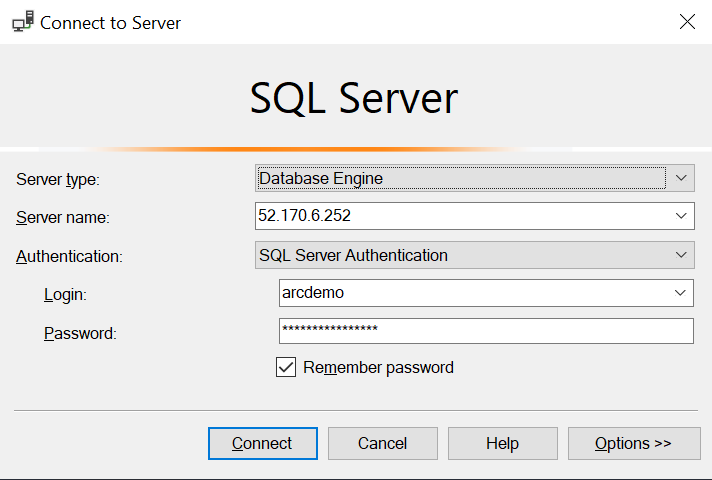 Connect to Server
SQL Server
Server type: Database Engine
Server name: 52.170.6.252
Authentication: SQL Server Authentication
Login: arcdemo
Password: ****************
Remember password
Connect Cancel Help Options >>